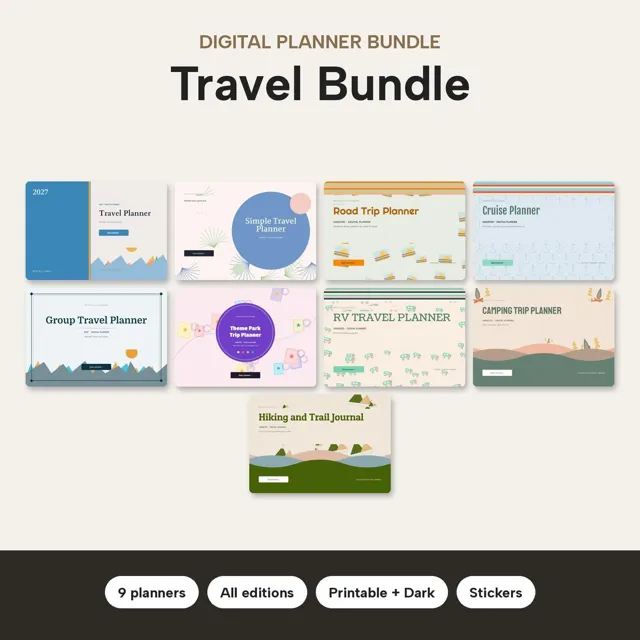 DIGITAL PLANNER BUNDLE
Travel Bundle
2027
Travel Planner
Simple Travel
Planner
Road Trip Planner
Cruise Planner
Group Travel Planner
Theme Park
Trip Planner
RV TRAVEL PLANNER
CAMPING TRIP PLANNER
Hiking and Trail Journal
9 planners
All editions
Printable + Dark
Stickers